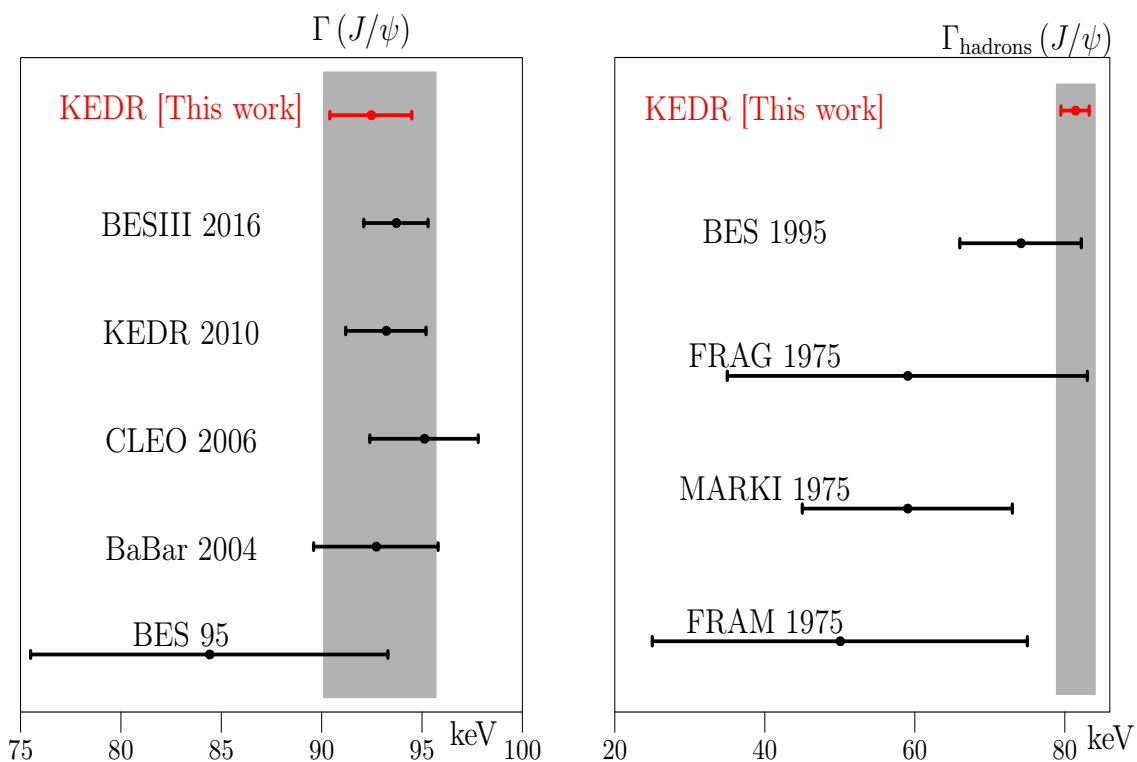 Γ (J/ψ)
KEDR [This work]
BESIII 2016
KEDR 2010
CLEO 2006
BaBar 2004
BES 95
75 80 85 90 95 keV 100
Γhadrons (J/ψ)
KEDR [This work]
BES 1995
FRAG 1975
MARKI 1975
FRAM 1975
20 40 60 80 keV